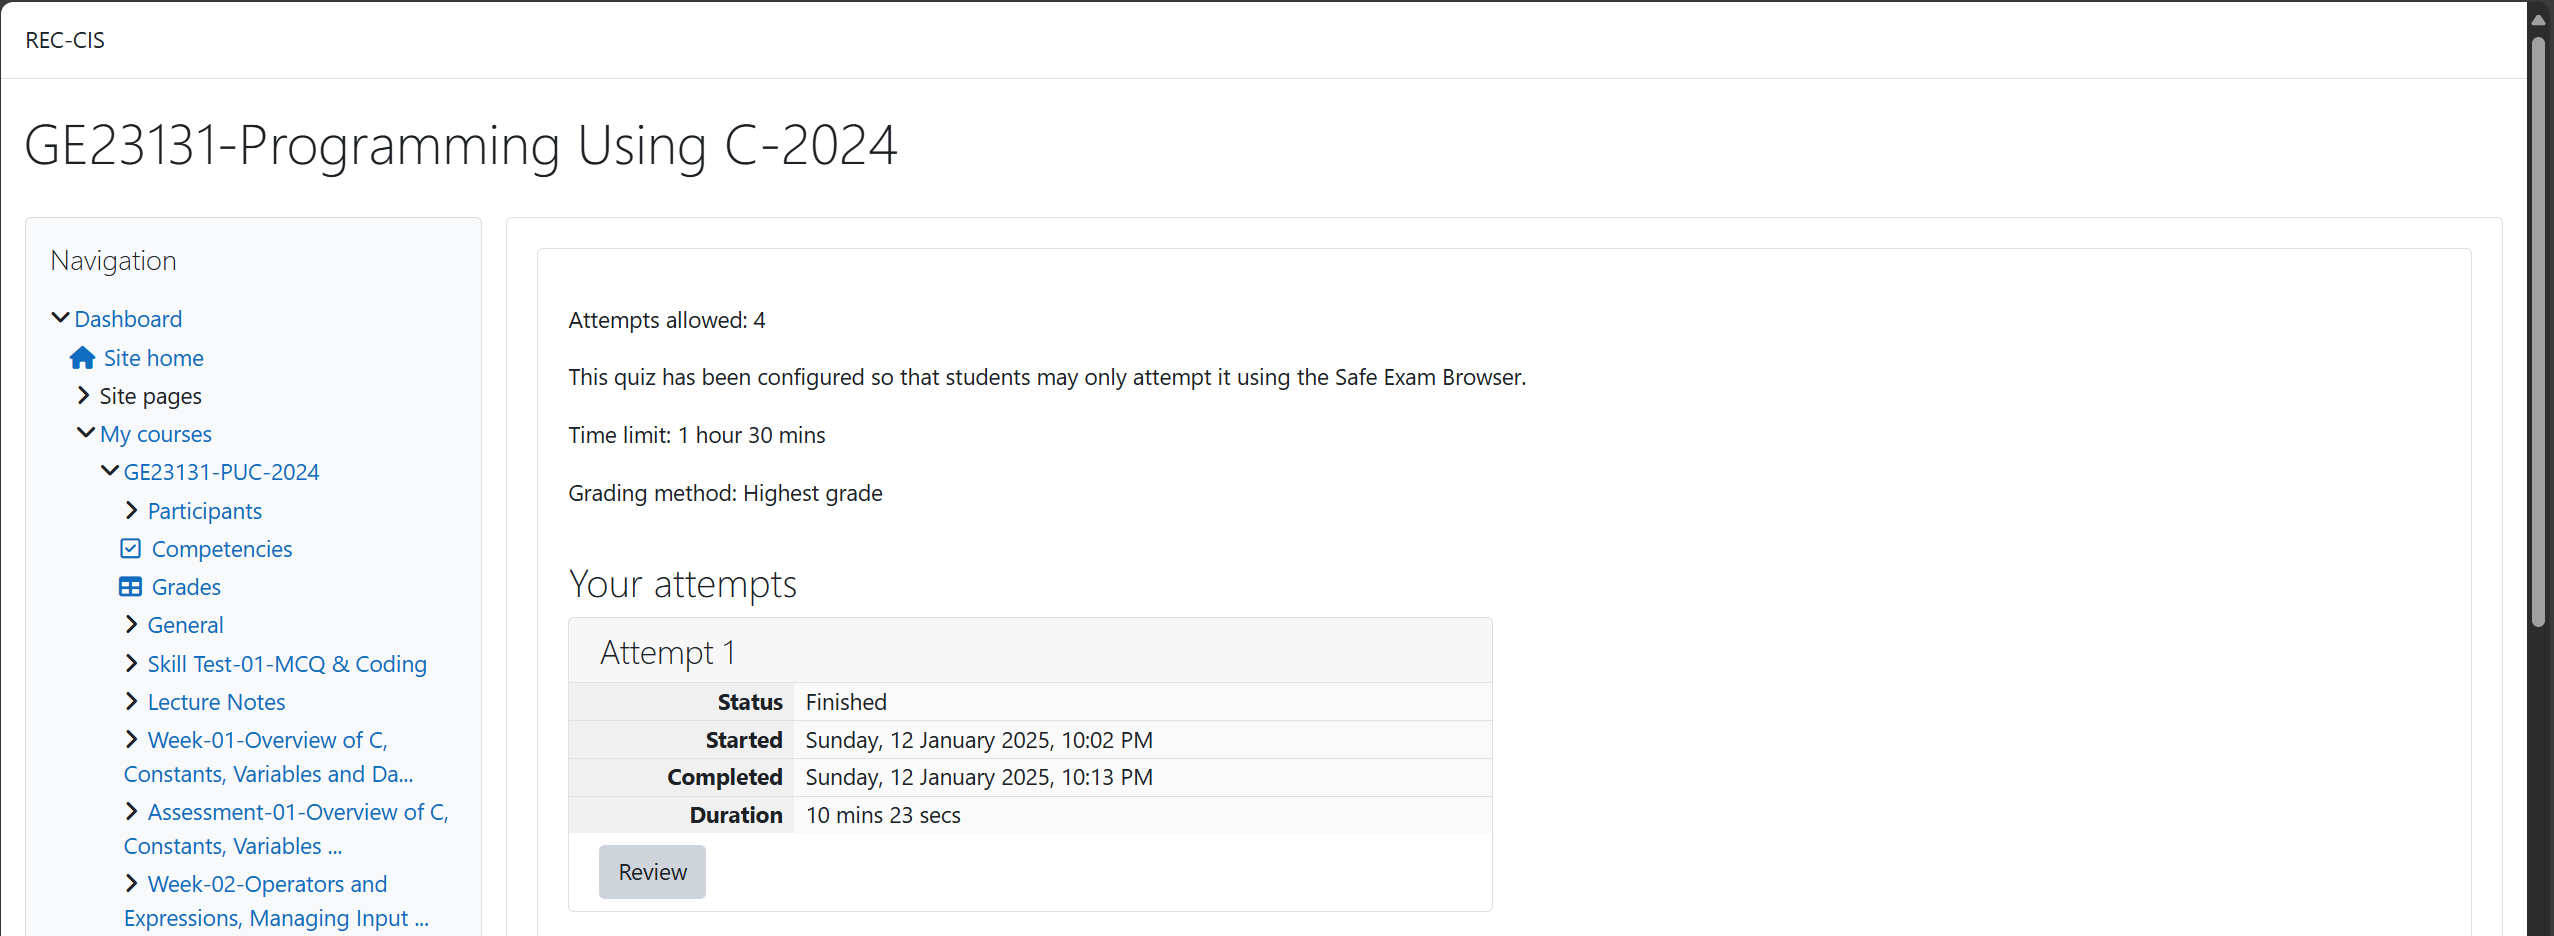 REC-CIS
GE23131-Programming Using C-2024
Navigation
Dashboard
Site home
Site pages
My courses
GE23131-PUC-2024
Participants
Competencies
Grades
General
Skill Test-01-MCQ & Coding
Lecture Notes
Week-01-Overview of C,
Constants, Variables and Da...
Assessment-01-Overview of C,
Constants, Variables ...
Week-02-Operators and
Expressions, Managing Input ...
Attempts allowed: 4
This quiz has been configured so that students may only attempt it using the Safe Exam Browser.
Time limit: 1 hour 30 mins
Grading method: Highest grade
Your attempts
Attempt 1
Status Finished
Started Sunday, 12 January 2025, 10:02 PM
Completed Sunday, 12 January 2025, 10:13 PM
Duration 10 mins 23 secs
Review